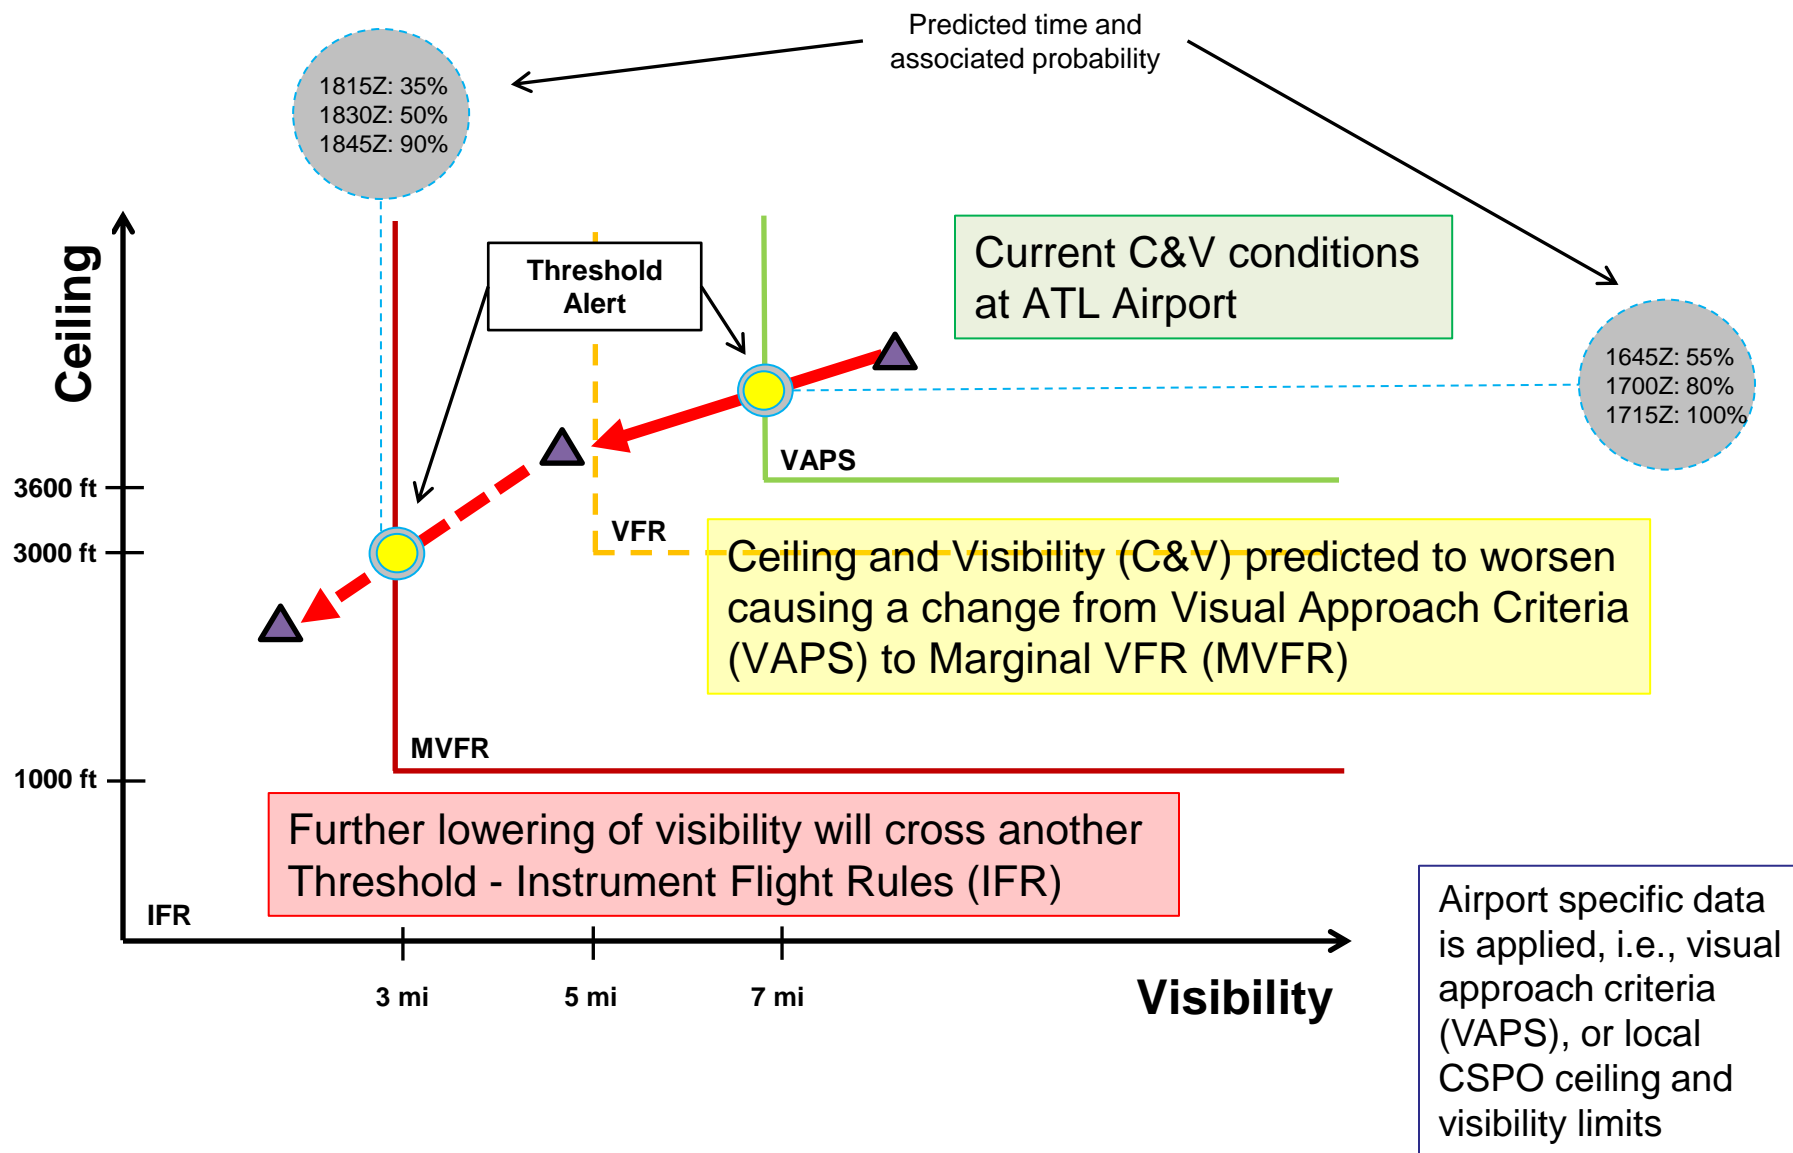 Predicted time and
associated probability
1815Z: 35%
1830Z: 50%
1845Z: 90%
Ceiling
Threshold
Alert
Current C&V conditions
at ATL Airport
1645Z: 55%
1700Z: 80%
1715Z: 100%
VAPS
3600 ft
VFR
3000 ft
Ceiling and Visibility (C&V) predicted to worsen
causing a change from Visual Approach Criteria
(VAPS) to Marginal VFR (MVFR)
MVFR
1000 ft
Further lowering of visibility will cross another
Threshold - Instrument Flight Rules (IFR)
IFR
3 mi
5 mi
7 mi
Visibility
Airport specific data
is applied, i.e., visual
approach criteria
(VAPS), or local
CSPO ceiling and
visibility limits